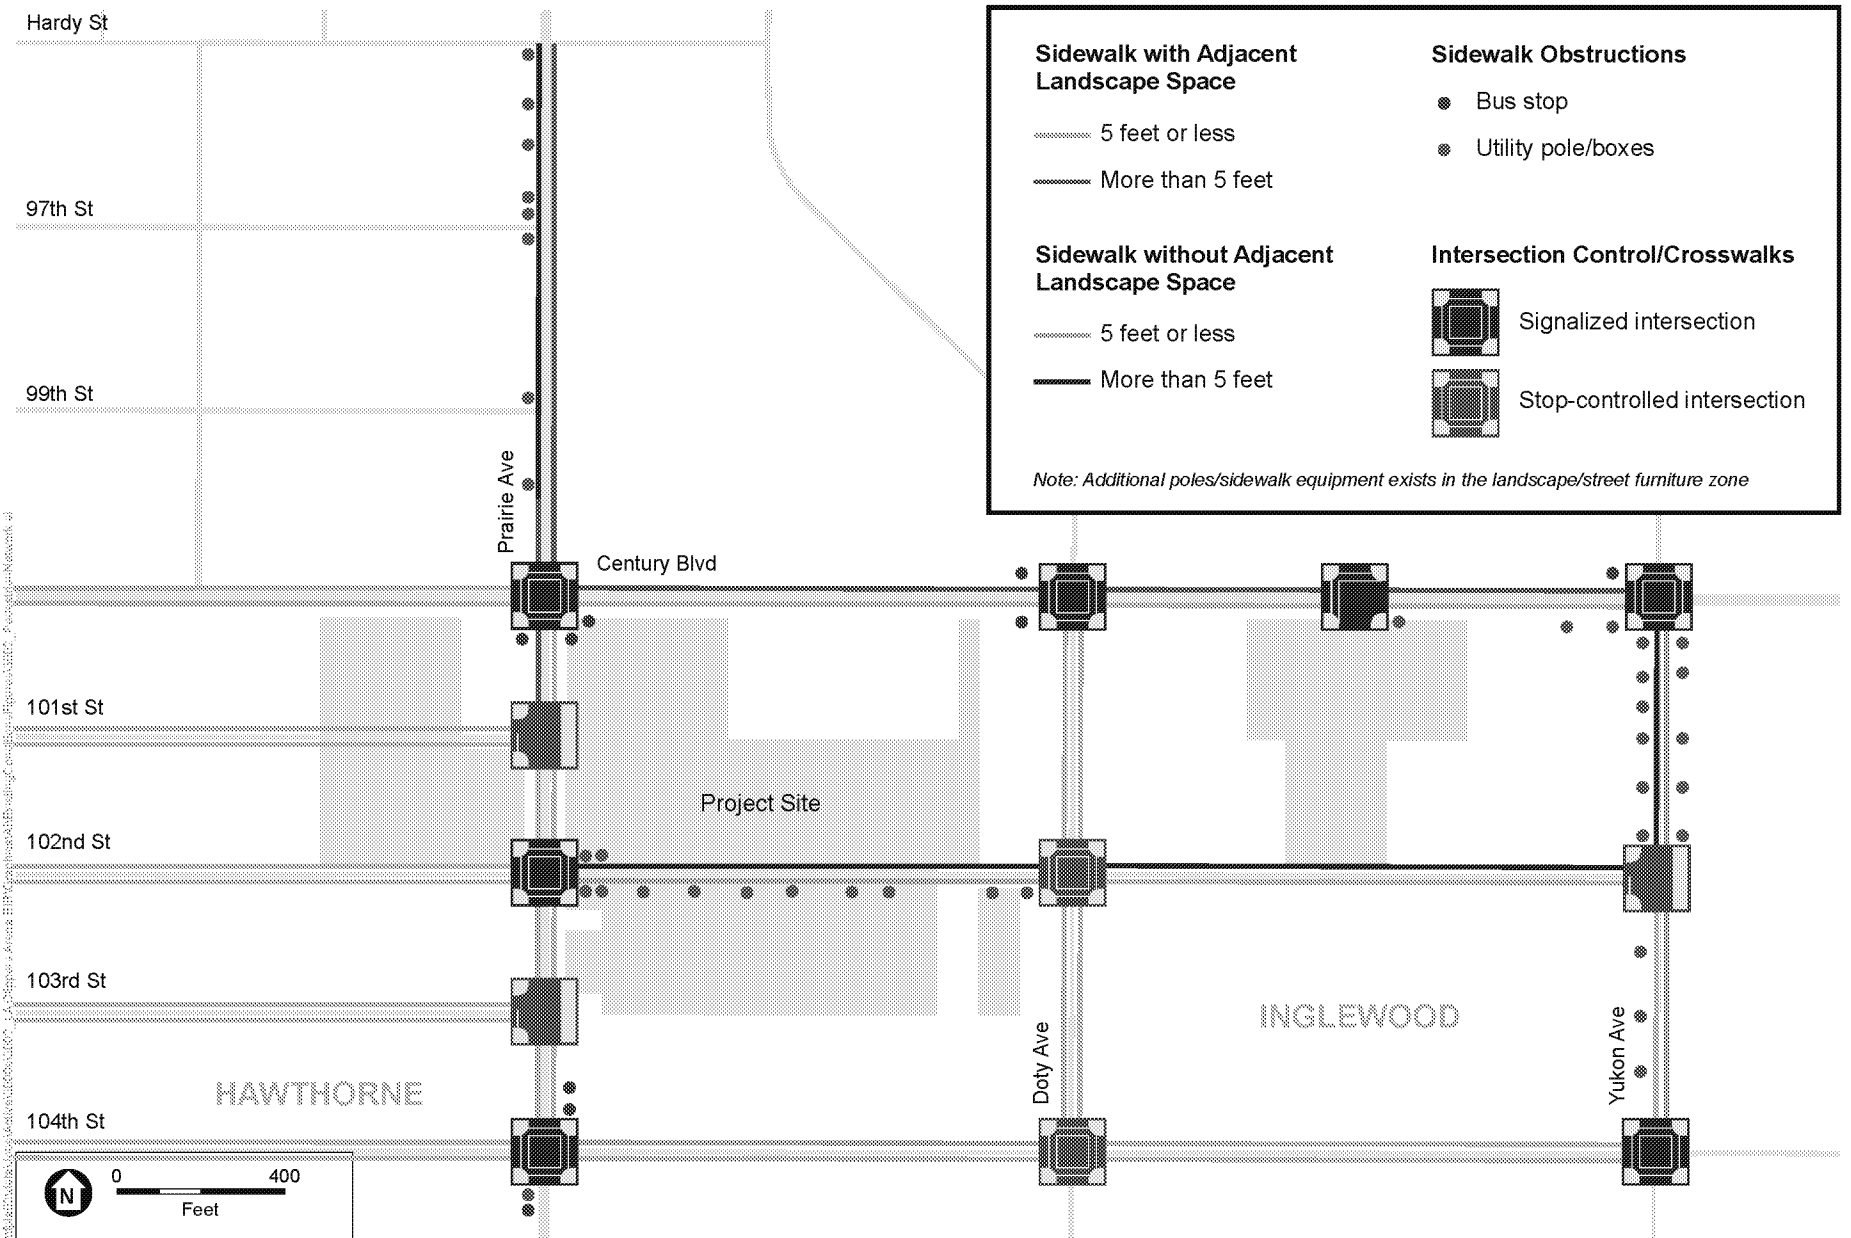 Hardy St
97th St
99th St
Prairie Ave
Century Blvd
101st St
Project Site
102nd St
103rd St
INGLEWOOD
Doty Ave
Yukon Ave
HAWTHORNE
104th St
N
0 400
Feet
Sidewalk with Adjacent
Landscape Space
5 feet or less
More than 5 feet
Sidewalk without Adjacent
Landscape Space
5 feet or less
More than 5 feet
Sidewalk Obstructions
Bus stop
Utility pole/boxes
Intersection Control/Crosswalks
Signalized intersection
Stop-controlled intersection
Note: Additional poles/sidewalk equipment exists in the landscape/street furniture zone